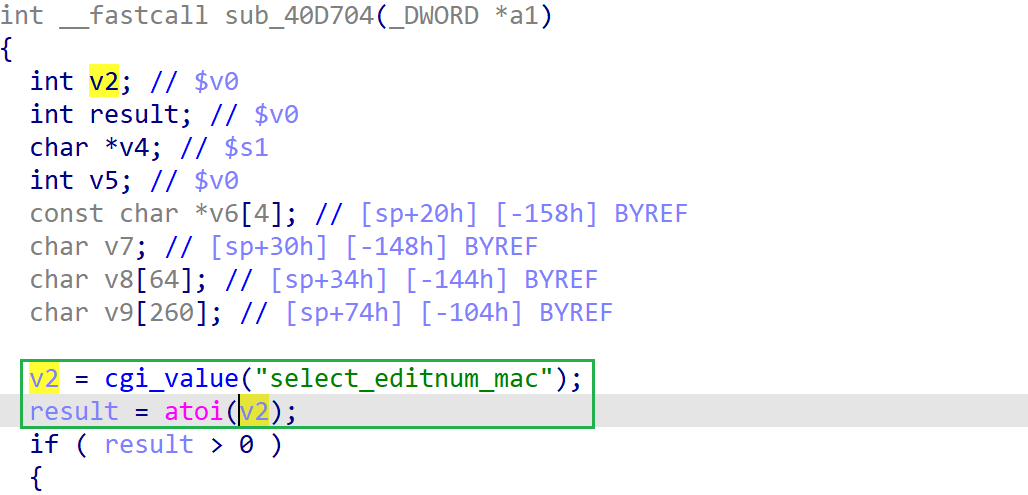 int __fastcall sub_40D704(_DWORD *a1)
{
int v2; // $v0
int result; // $v0
char *v4; // $s1
int v5; // $v0
const char *v6[4]; // [sp+20h] [-158h] BYREF
char v7; // [sp+30h] [-148h] BYREF
char v8[64]; // [sp+34h] [-144h] BYREF
char v9[260]; // [sp+74h] [-104h] BYREF
v2 = cgi_value("select_editnum_mac");
result = atoi(v2);
if ( result > 0 )
{